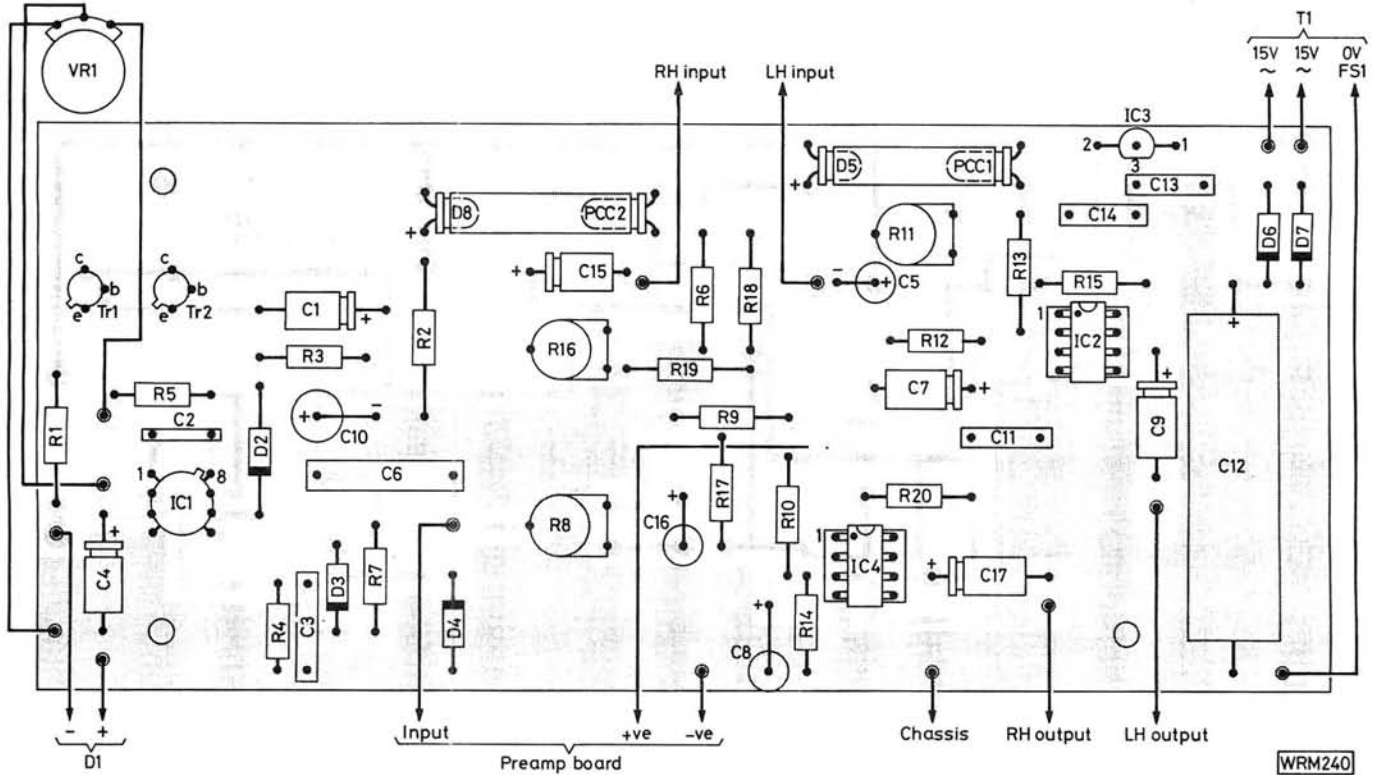 T1
15V 15V 0V
~ ~ FS1
VR1
RH input LH input
IC3
2 1
3
D5 PCC1
C13
D8 PCC2
C14
R11
D6 D7
c c
+ C15
- + C5
R13
b b
R6 R18
R15
e Tr1 e Tr2
C1 +
R2
1 IC2
+
R3
R16
R12
R19
C7 +
+
R5
R9
C9
R1
C2
D2
+ -
C10
C11
C12
1 8
IC1
C6
R17
R10
R20
+
C16
R8
1
IC4
+
C4
D3
R7
+ C17
R4
C3
D4
+
R14
C8
- +
D1
Input +ve -ve
Preamp board
Chassis RH output LH output
WRM240